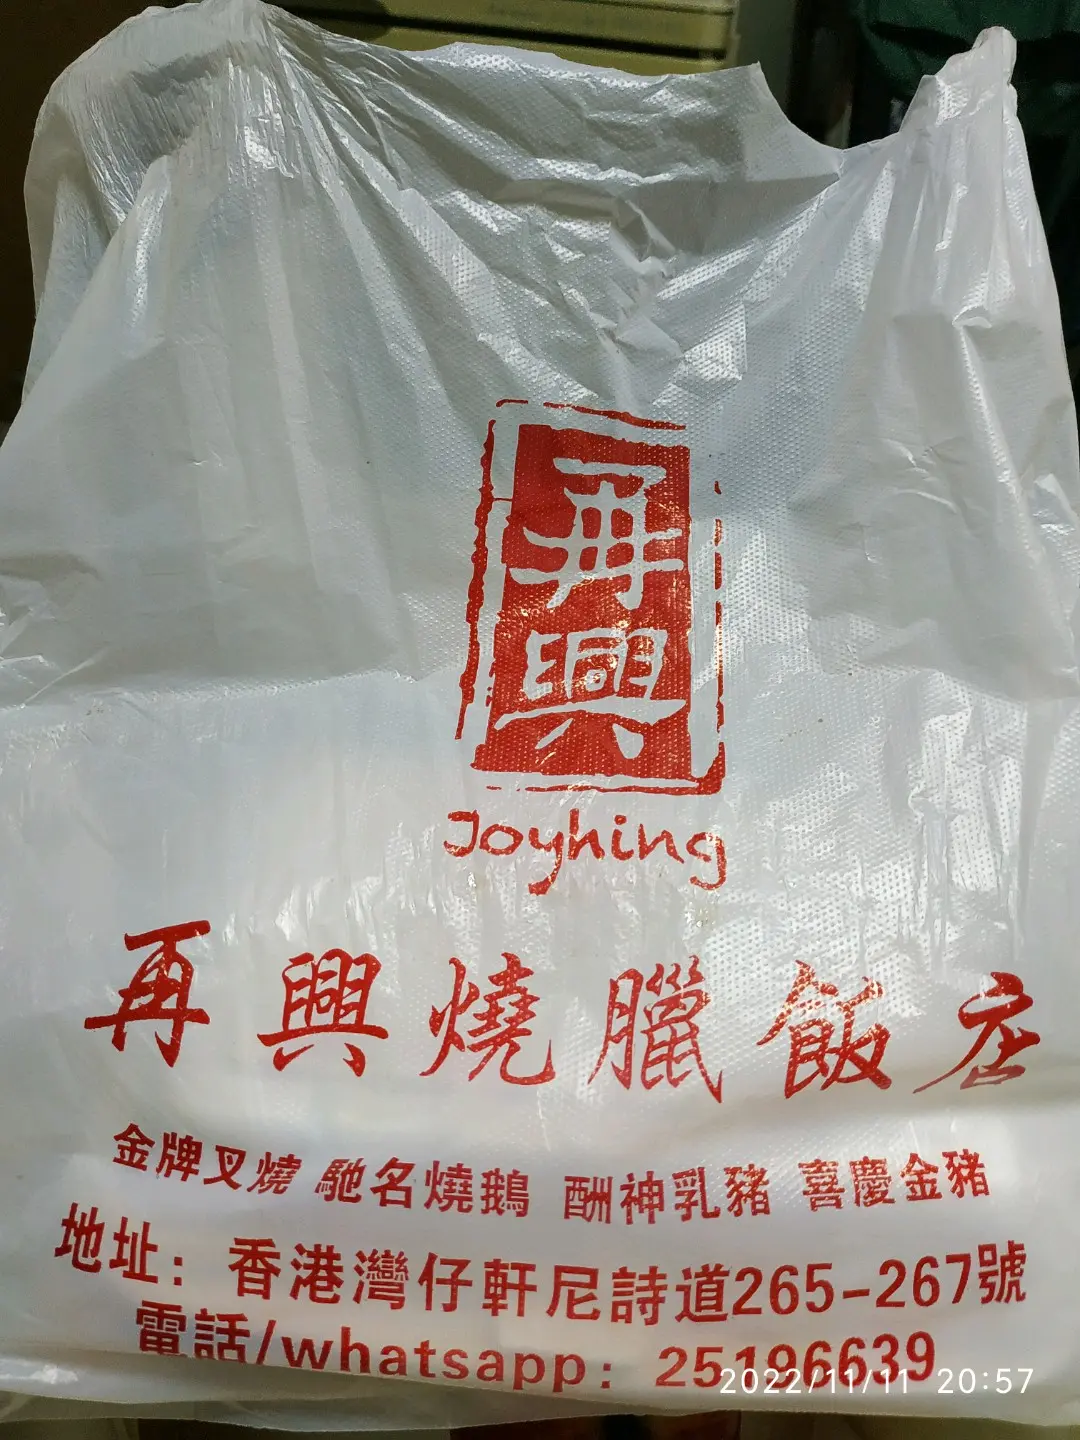 再興
Joyhing
再興燒臘飯店
金牌叉燒 馳名燒鵝 酬神乳豬 喜慶金豬
地址：香港灣仔軒尼詩道265-267號
電話/whatsapp：25196639
2022/11/11 20:57